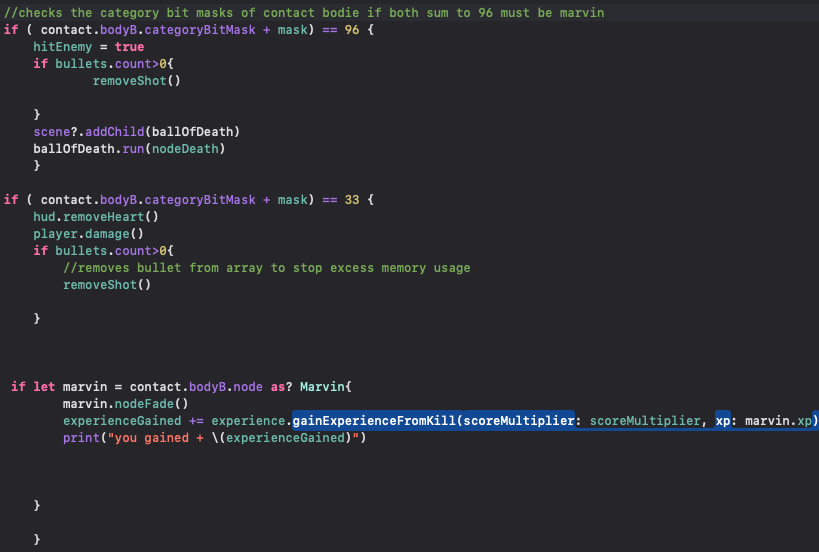 //checks the category bit masks of contact bodie if both sum to 96 must be marvin
if ( contact.bodyB.categoryBitMask + mask) == 96 {
hitEnemy = true
if bullets.count>0{
removeShot()
}
scene?.addChild(ballOfDeath)
ballOfDeath.run(nodeDeath)
}
if ( contact.bodyB.categoryBitMask + mask) == 33 {
hud.removeHeart()
player.damage()
if bullets.count>0{
//removes bullet from array to stop excess memory usage
removeShot()
}
if let marvin = contact.bodyB.node as? Marvin{
marvin.nodeFade()
experienceGained += experience.gainExperienceFromKill(scoreMultiplier: scoreMultiplier, xp: marvin.xp)
print("you gained + \(experienceGained)")
}
}